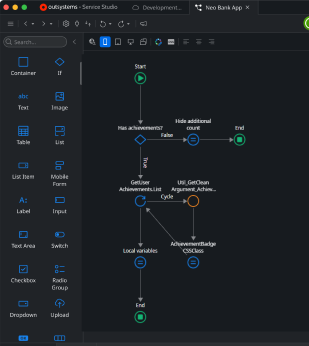 outsystems - Service Studio
Development...
Neo Bank App
Search...
Container
If
Text
Image
Table
List
List Item
Mobile
Form
Label
Input
Text Area
Switch
Checkbox
Radio
Group
Dropdown
Upload
abc
A:
Start
Has achievements?
False
Hide additional
count
End
True
GetUser
Achievements.List
Cycle
Util_GetClean
Argument_Achiev...
Local variables
AchievementBadge
CSSClass
End